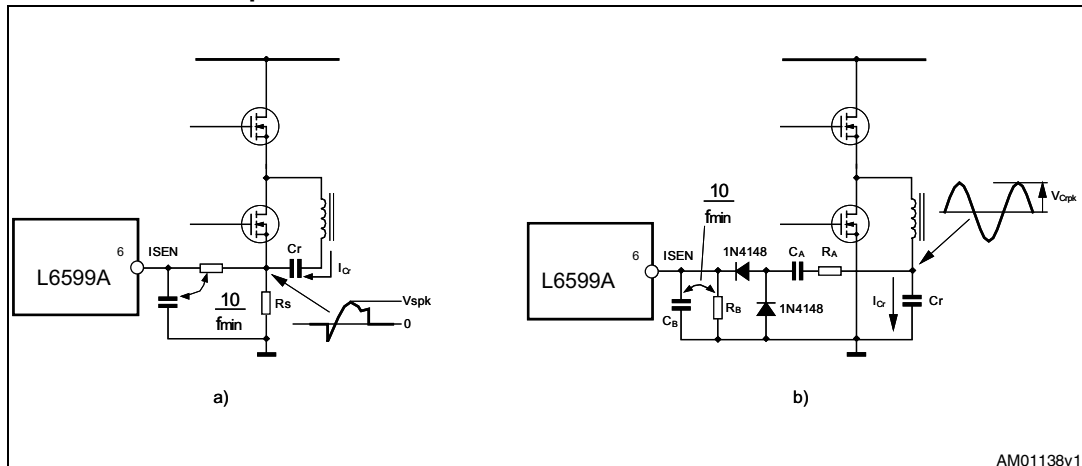 L6599A
6
ISEN
10
fmin
Cr
ICr
Rs
Vspk
0
a)
L6599A
6
ISEN
10
fmin
CB
RB
1N4148
1N4148
CA
RA
ICr
Cr
VCrpk
b)
AM01138v1